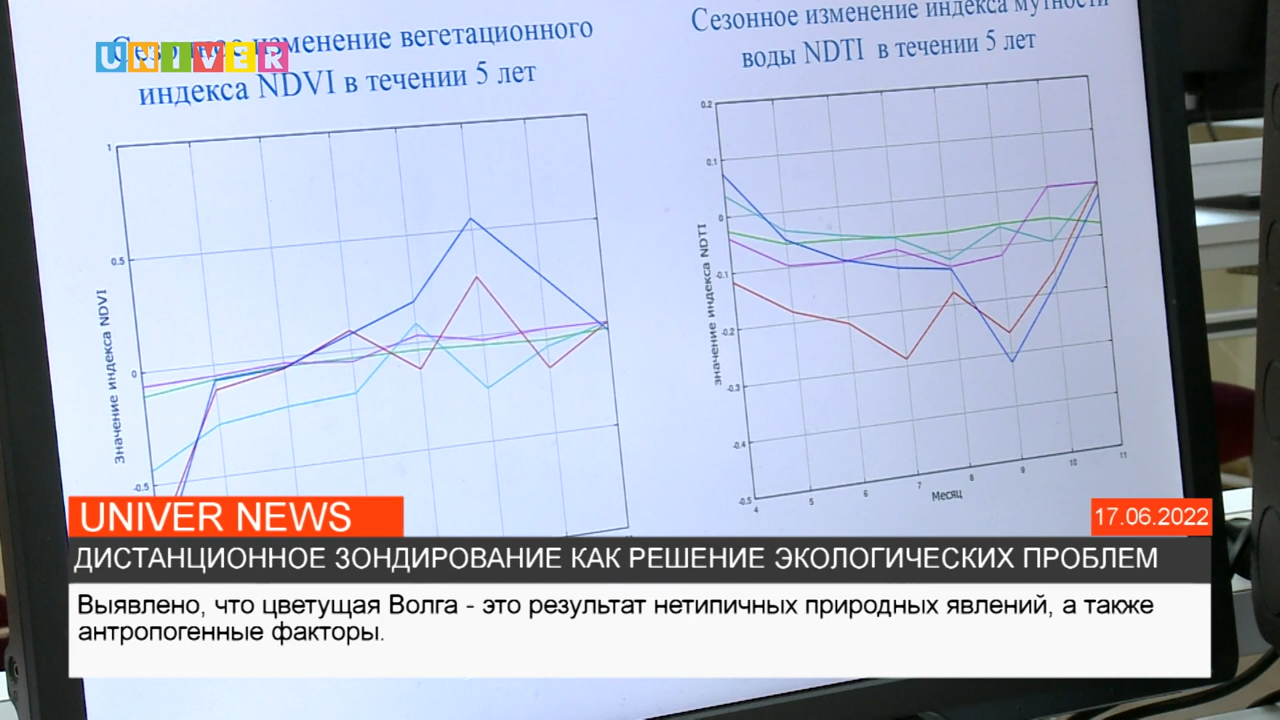 UNIVER
Сезонное изменение вегетационного
индекса NDVI в течении 5 лет
Сезонное изменение индекса мутности
воды NDTI в течении 5 лет
1
0.5
0
-0.5
Значение индекса NDVI
0.2
0.1
0
-0.1
-0.2
-0.3
-0.4
-0.5
значение индекса NDTI
4
5
6
7
8
9
10
11
Месяц
UNIVER NEWS
17.06.2022
ДИСТАНЦИОННОЕ ЗОНДИРОВАНИЕ КАК РЕШЕНИЕ ЭКОЛОГИЧЕСКИХ ПРОБЛЕМ
Выявлено, что цветущая Волга - это результат нетипичных природных явлений, а также
антропогенные факторы.